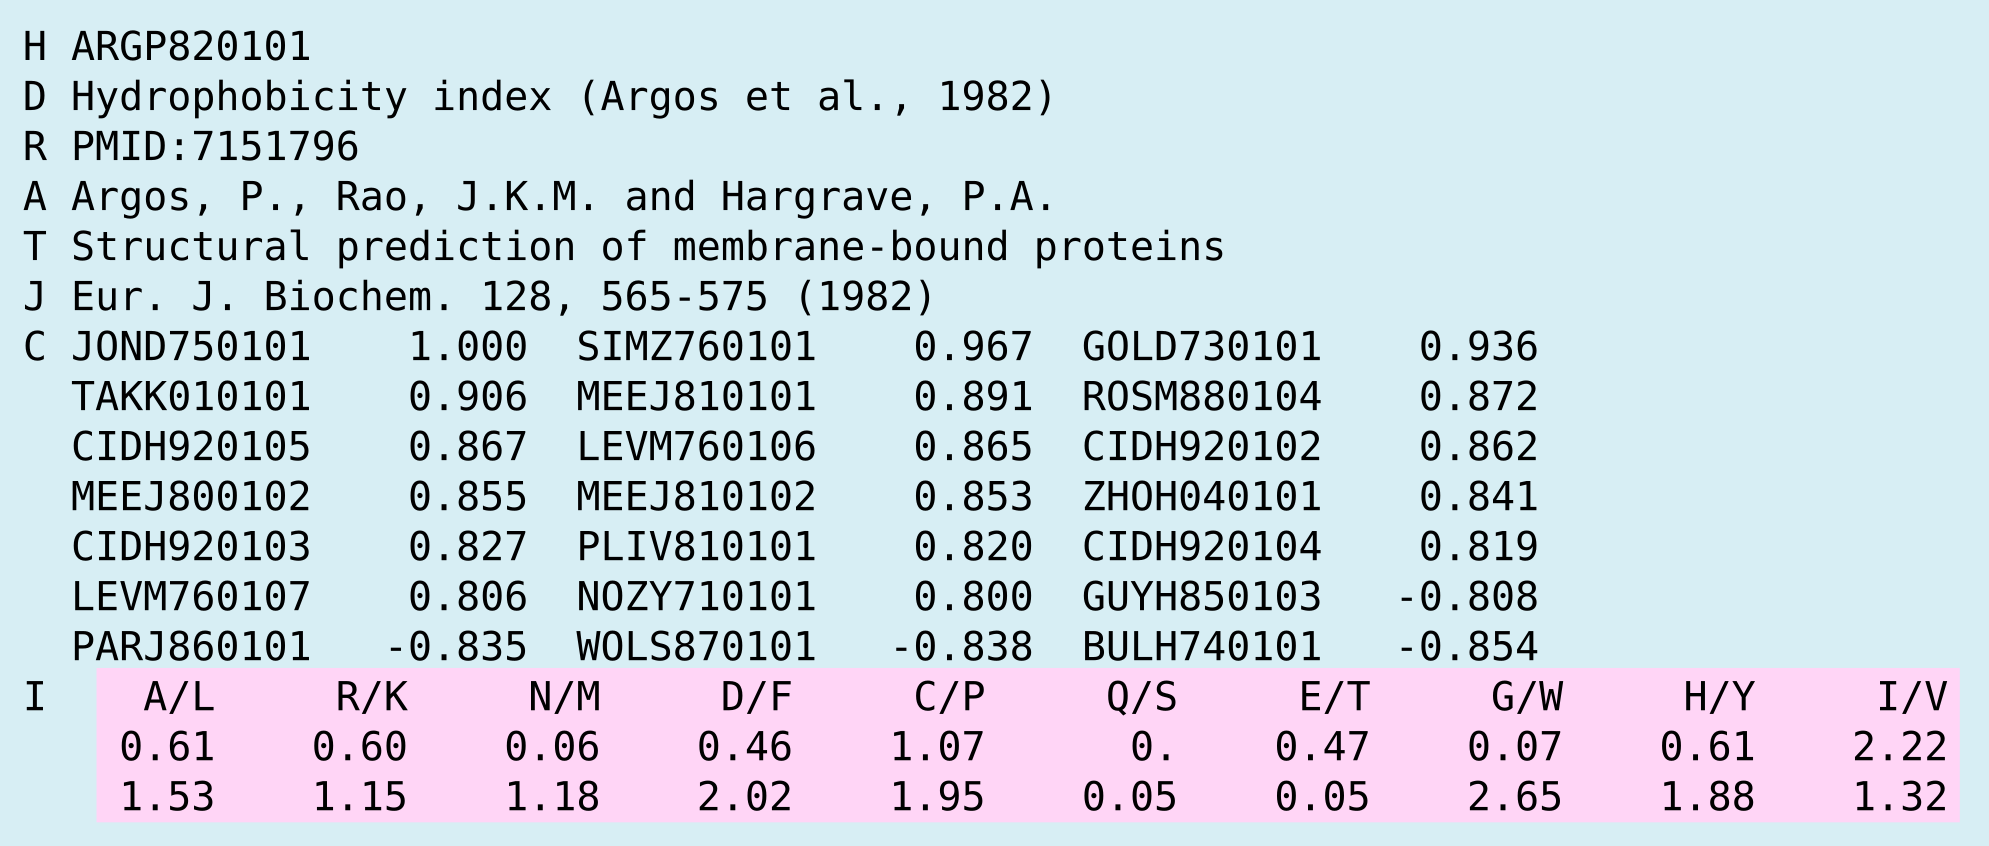 H ARGP820101
D Hydrophobicity index (Argos et al., 1982)
R PMID:7151796
A Argos, P., Rao, J.K.M. and Hargrave, P.A.
T Structural prediction of membrane-bound proteins
J Eur. J. Biochem. 128, 565-575 (1982)
C JOND750101    1.000  SIMZ760101    0.967  GOLD730101    0.936
  TAKK010101    0.906  MEEJ810101    0.891  ROSM880104    0.872
  CIDH920105    0.867  LEVM760106    0.865  CIDH920102    0.862
  MEEJ800102    0.855  MEEJ810102    0.853  ZHOH040101    0.841
  CIDH920103    0.827  PLIV810101    0.820  CIDH920104    0.819
  LEVM760107    0.806  NOZY710101    0.800  GUYH850103   -0.808
  PARJ860101   -0.835  WOLS870101   -0.838  BULH740101   -0.854
I    A/L     R/K     N/M     D/F     C/P     Q/S     E/T     G/W     H/Y     I/V
    0.61    0.60    0.06    0.46    1.07      0.    0.47    0.07    0.61    2.22
    1.53    1.15    1.18    2.02    1.95    0.05    0.05    2.65    1.88    1.32